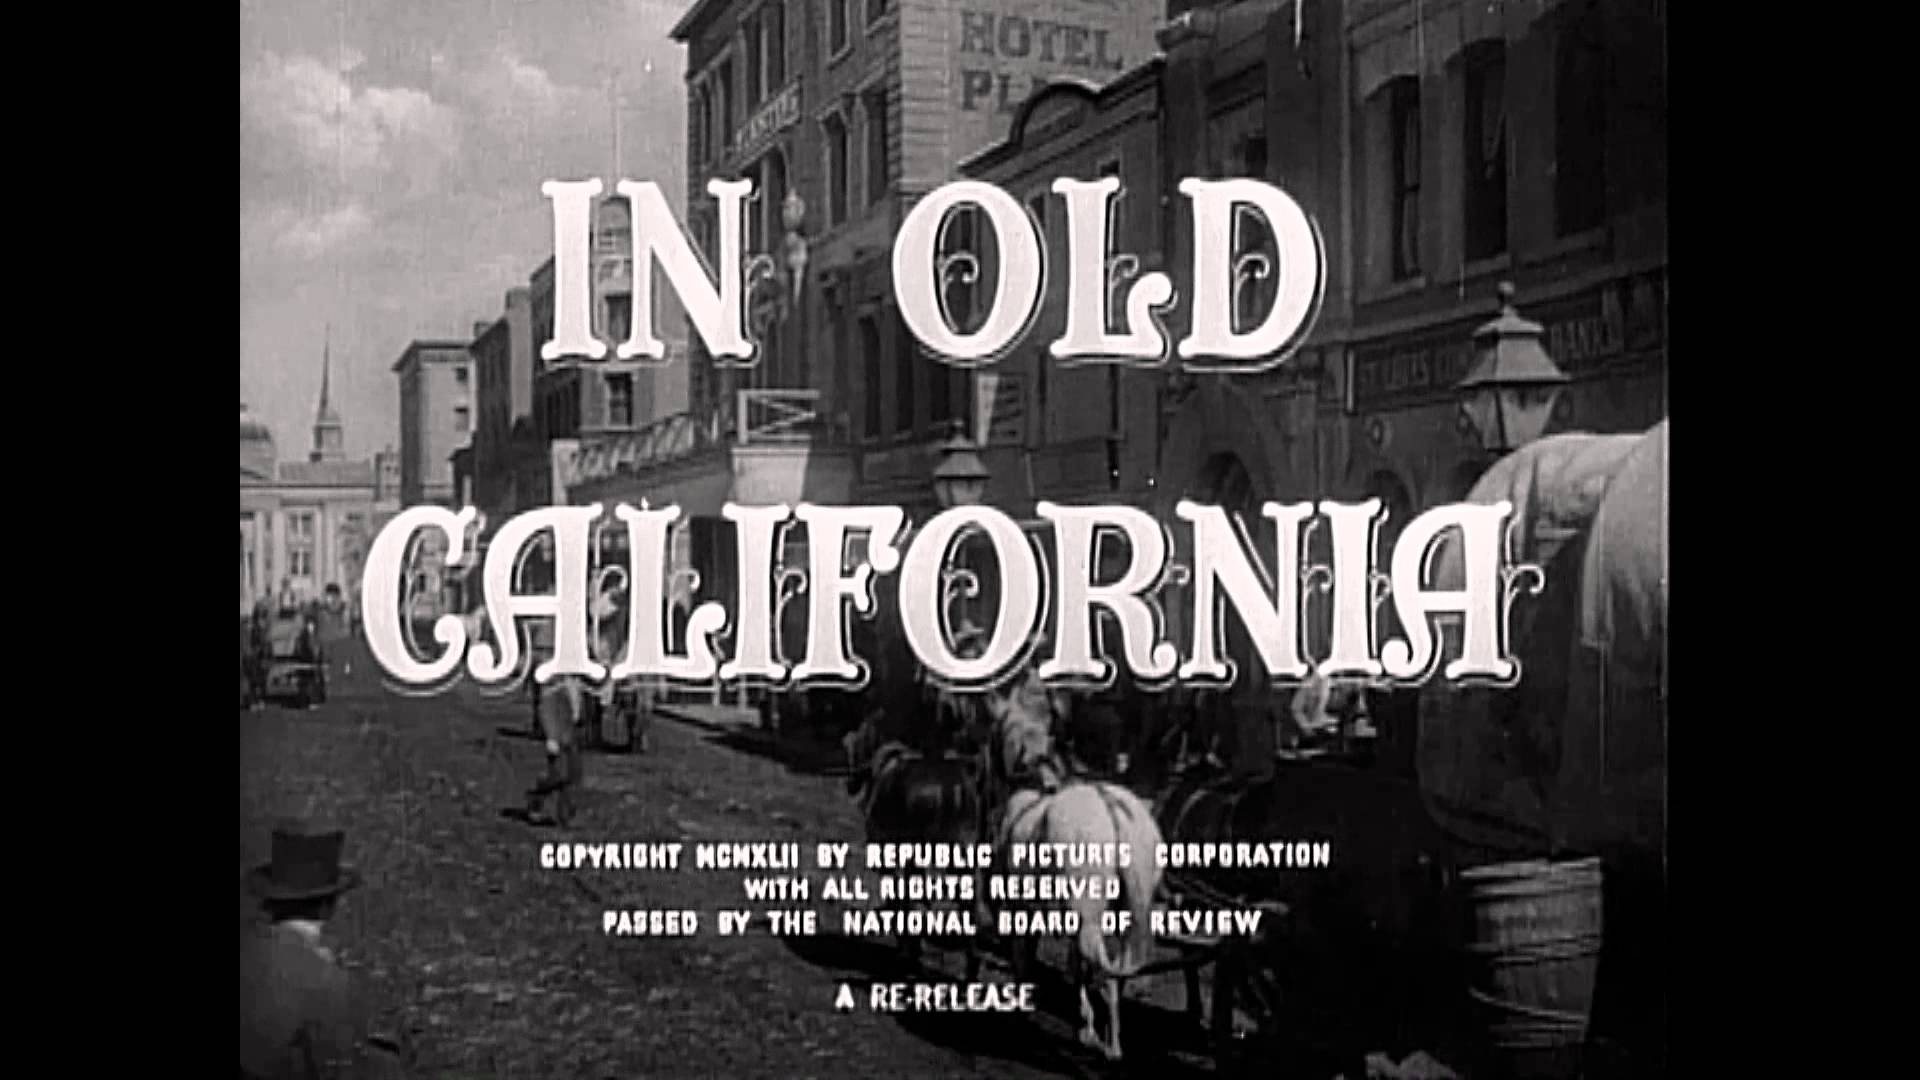 HOTEL
IN OLD
CALIFORNIA
COPYRIGHT MCMXLII BY REPUBLIC PICTURES CORPORATION
WITH ALL RIGHTS RESERVED
PASSED BY THE NATIONAL BOARD OF REVIEW
A RE-RELEASE